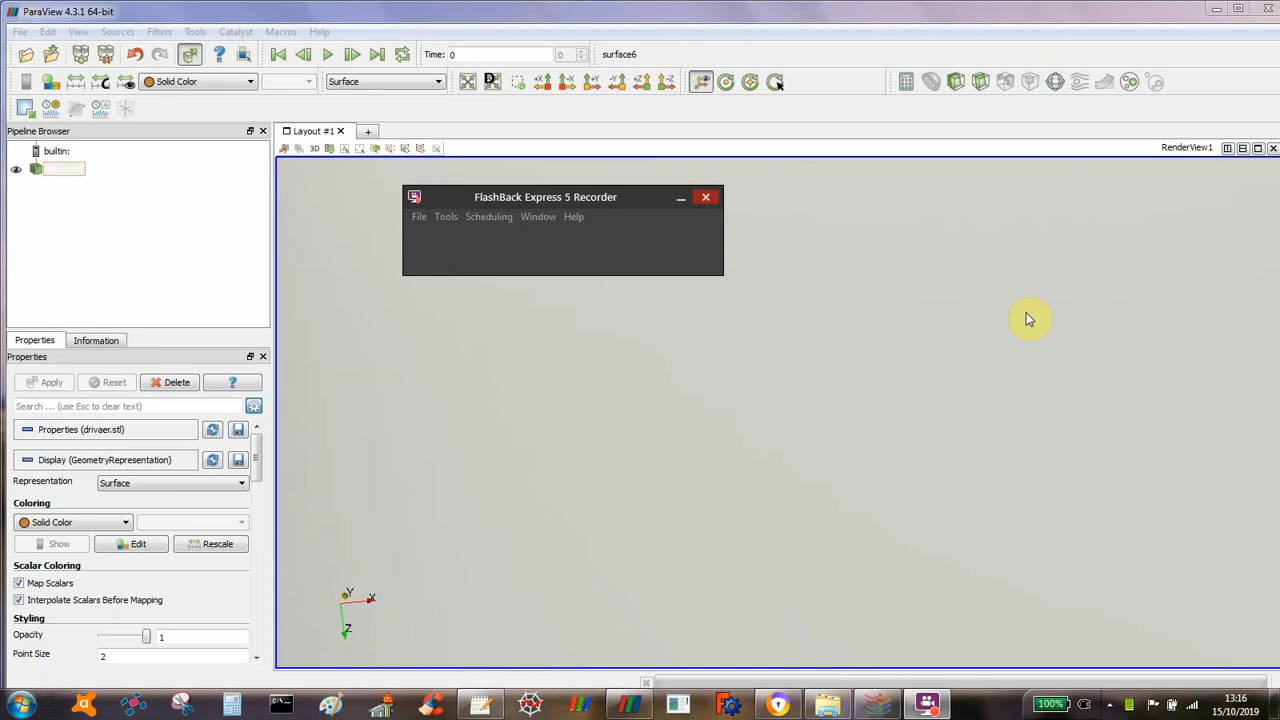 ParaView 4.3.1 64-bit
File Edit View Sources Filters Tools Catalyst Macros Help
Time: 0 0 surface6
Solid Color Surface
Pipeline Browser
Layout #1 +
builtin:
3D RenderView1
FlashBack Express 5 Recorder
File Tools Scheduling Window Help
Properties Information
Properties
Apply Reset Delete ?
Search ... (use Esc to clear text)
Properties (drivaer.stl)
Display (GeometryRepresentation)
Representation Surface
Coloring
Solid Color
Show Edit Rescale
Scalar Coloring
Map Scalars
Interpolate Scalars Before Mapping
Styling
Opacity 1
Point Size 2
Y
X
Z
100% 13:16
15/10/2019